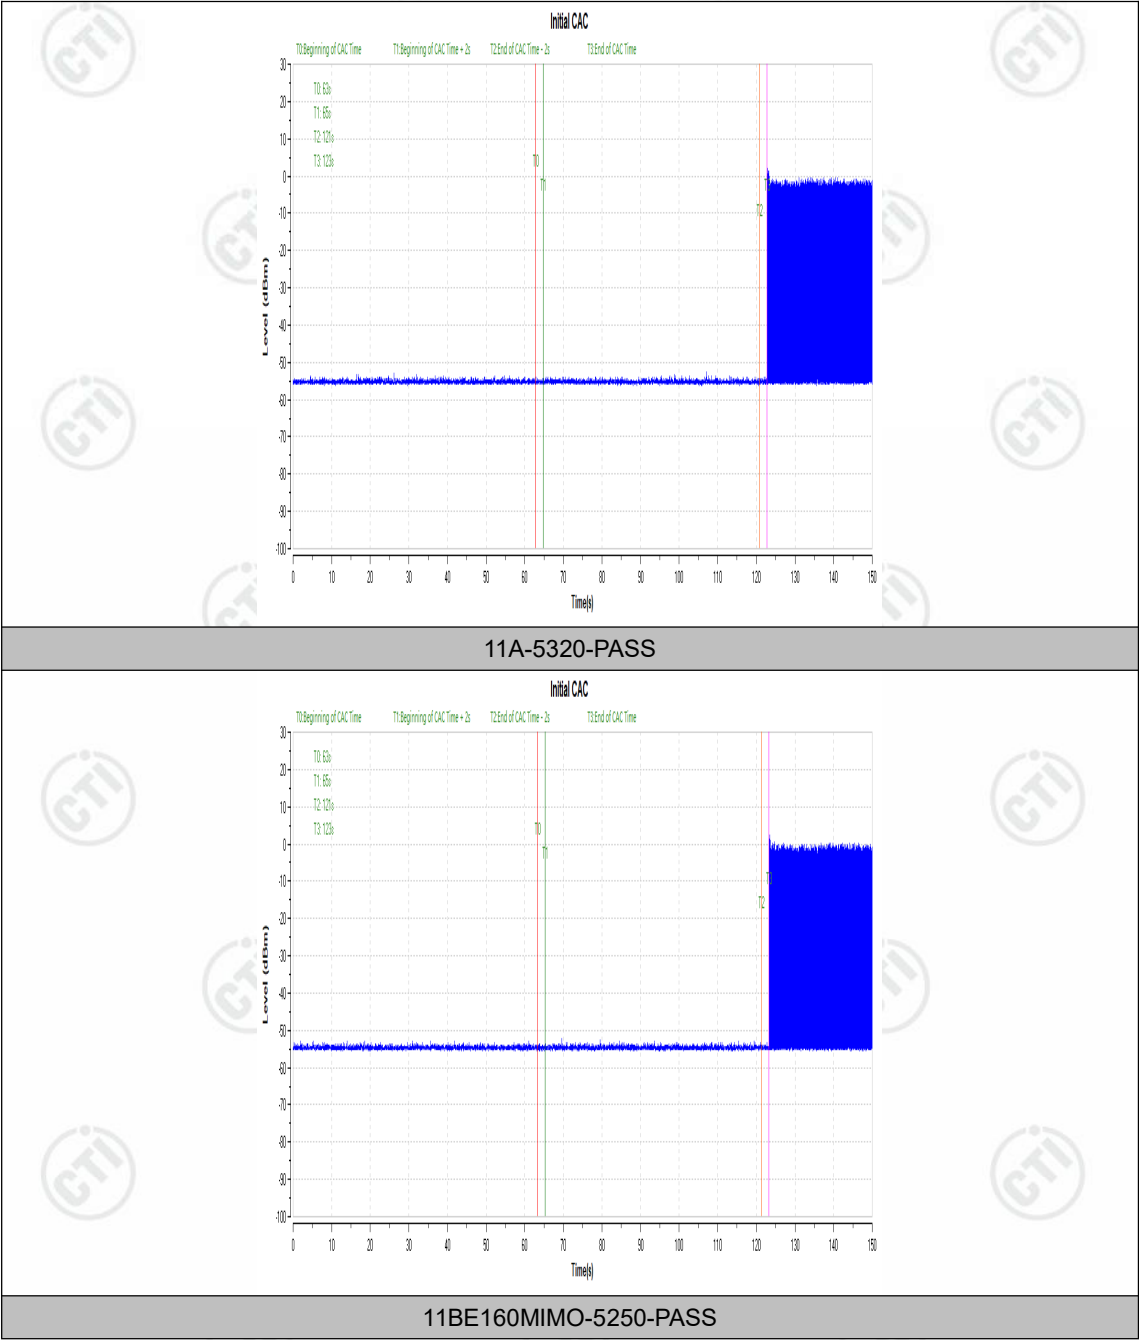 Initial CAC
T0:Beginning of CAC Time T1:Beginning of CAC Time + 2s T2:End of CAC Time - 2s T3:End of CAC Time
T0: 63s
T1: 65s
T2: 121s
T3: 123s
T0
T1
T2
30
20
10
0
-10
-20
-30
-40
-50
-60
-70
-80
-90
-100
Level (dBm)
0 10 20 30 40 50 60 70 80 90 100 110 120 130 140 150
Time(s)
11A-5320-PASS
Initial CAC
T0:Beginning of CAC Time T1:Beginning of CAC Time + 2s T2:End of CAC Time - 2s T3:End of CAC Time
T0: 63s
T1: 65s
T2: 121s
T3: 123s
T0
T1
T3
T2
30
20
10
0
-10
-20
-30
-40
-50
-60
-70
-80
-90
-100
Level (dBm)
0 10 20 30 40 50 60 70 80 90 100 110 120 130 140 150
Time(s)
11BE160MIMO-5250-PASS
CTI